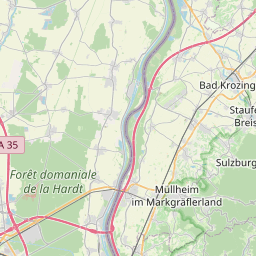 Bad Krozing
Staufe
Breis
A 35
Sulzburg
Forêt domaniale
de la Hardt
Müllheim
im Markgräflerland